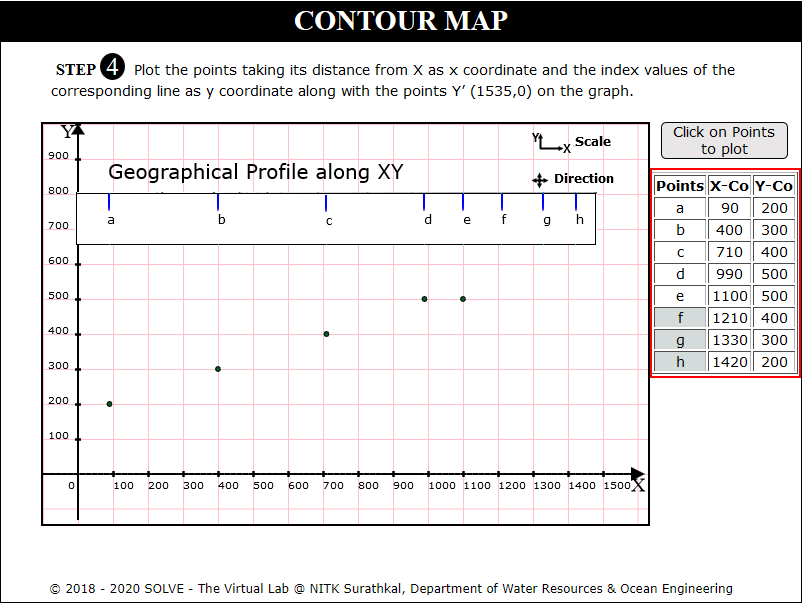 CONTOUR MAP
STEP 4 Plot the points taking its distance from X as x coordinate and the index values of the
corresponding line as y coordinate along with the points Y’ (1535,0) on the graph.
Click on Points
to plot
Y
Y
X
Scale
Direction
Geographical Profile along XY
a b c d e f g h
900
800
700
600
500
400
300
200
100
0 100 200 300 400 500 600 700 800 900 1000 1100 1200 1300 1400 1500 X
Points X-Co Y-Co
a 90 200
b 400 300
c 710 400
d 990 500
e 1100 500
f 1210 400
g 1330 300
h 1420 200
© 2018 - 2020 SOLVE - The Virtual Lab @ NITK Surathkal, Department of Water Resources & Ocean Engineering